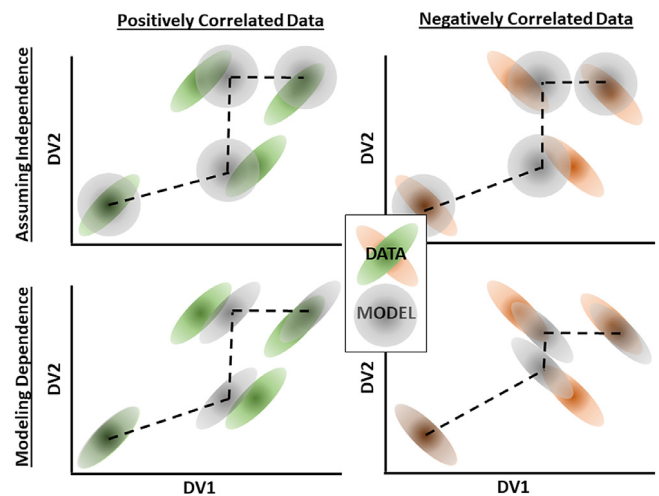 Positively Correlated Data
Negatively Correlated Data
Assuming Independence
DV2
DV2
DATA
MODEL
Modeling Dependence
DV2
DV2
DV1
DV1